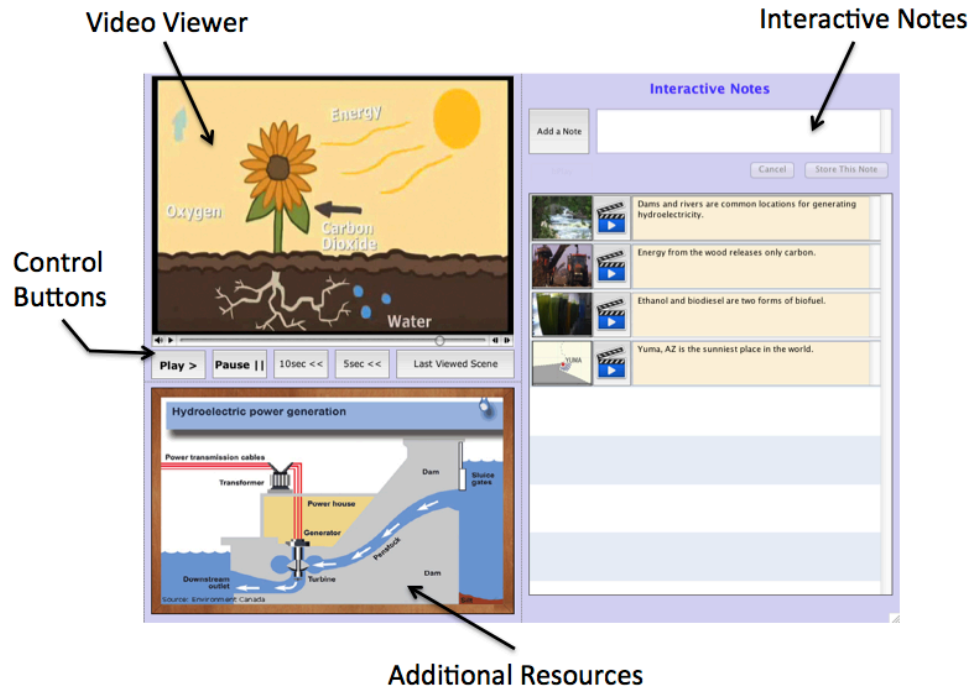 Video Viewer
Interactive Notes
Energy
Oxygen
Carbon
Dioxide
Water
Control
Buttons
Play >
Pause ||
10sec <<
5sec <<
Last Viewed Scene
Hydroelectric power generation
Power transmission cables
Transformer
Dam
Sluice
gates
Power house
Generator
Penstock
Downstream
outlet
Turbine
Dam
Source: Environment Canada
Additional Resources
Interactive Notes
Add a Note
Cancel
Store This Note
Dams and rivers are common locations for generating
hydroelectricity.
Energy from the wood releases only carbon.
Ethanol and biodiesel are two forms of biofuel.
YUMA
Yuma, AZ is the sunniest place in the world.